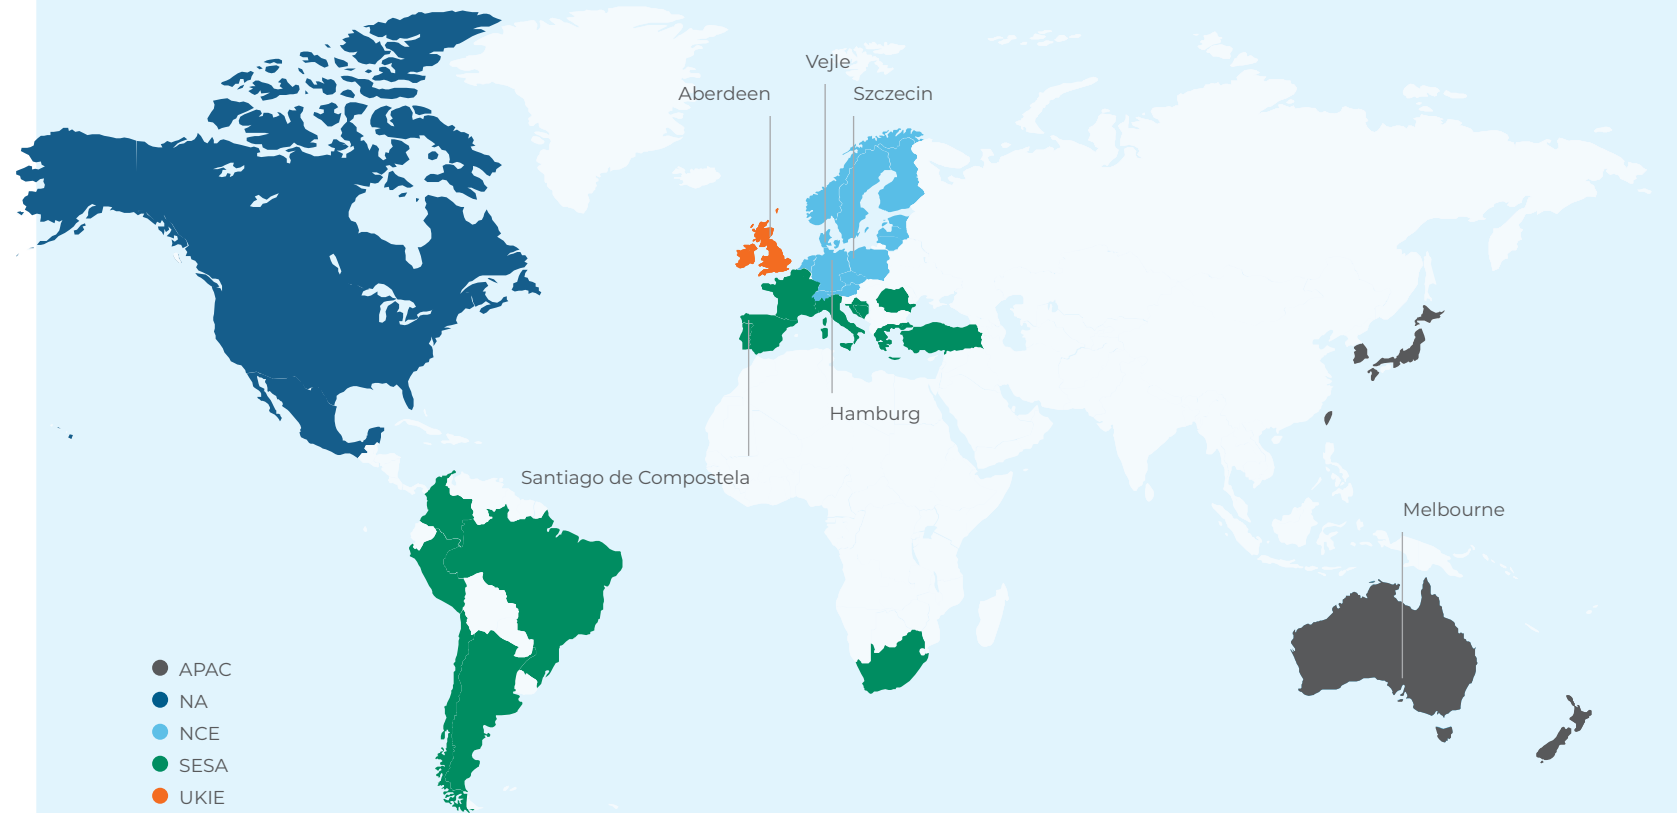 Vejle
Aberdeen
Szczecin
Hamburg
Santiago de Compostela
Melbourne
APAC
NA
NCE
SESA
UKIE